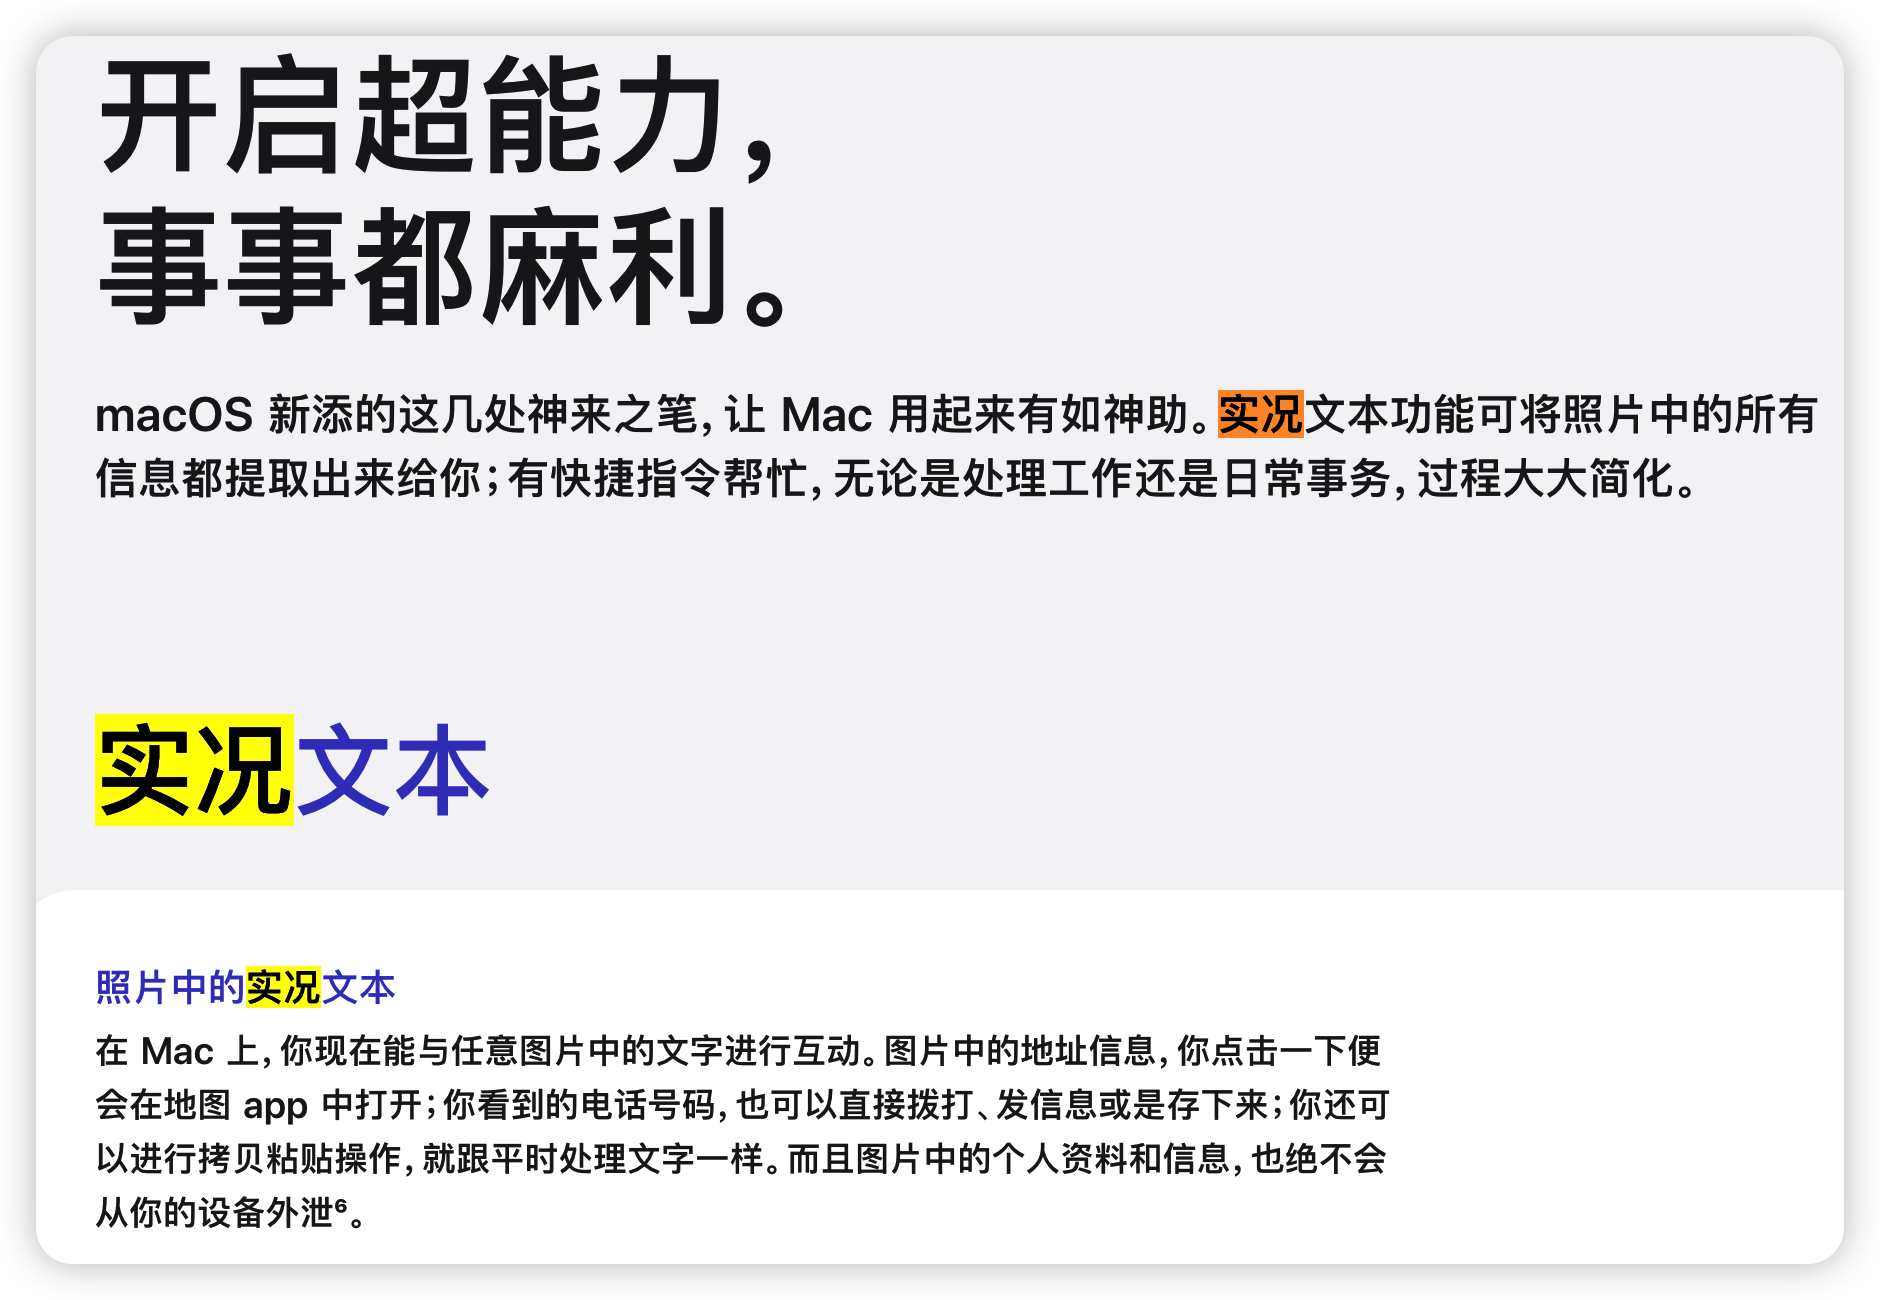 开启超能力，
事事都麻利。
macOS 新添的这几处神来之笔，让 Mac 用起来有如神助。实况文本功能可将照片中的所有
信息都提取出来给你；有快捷指令帮忙，无论是处理工作还是日常事务，过程大大简化。
实况文本
照片中的实况文本
在 Mac 上，你现在能与任意图片中的文字进行互动。图片中的地址信息，你点击一下便
会在地图 app 中打开；你看到的电话号码，也可以直接拨打、发信息或是存下来；你还可
以进行拷贝粘贴操作，就跟平时处理文字一样。而且图片中的个人资料和信息，也绝不会
从你的设备外泄⁶。